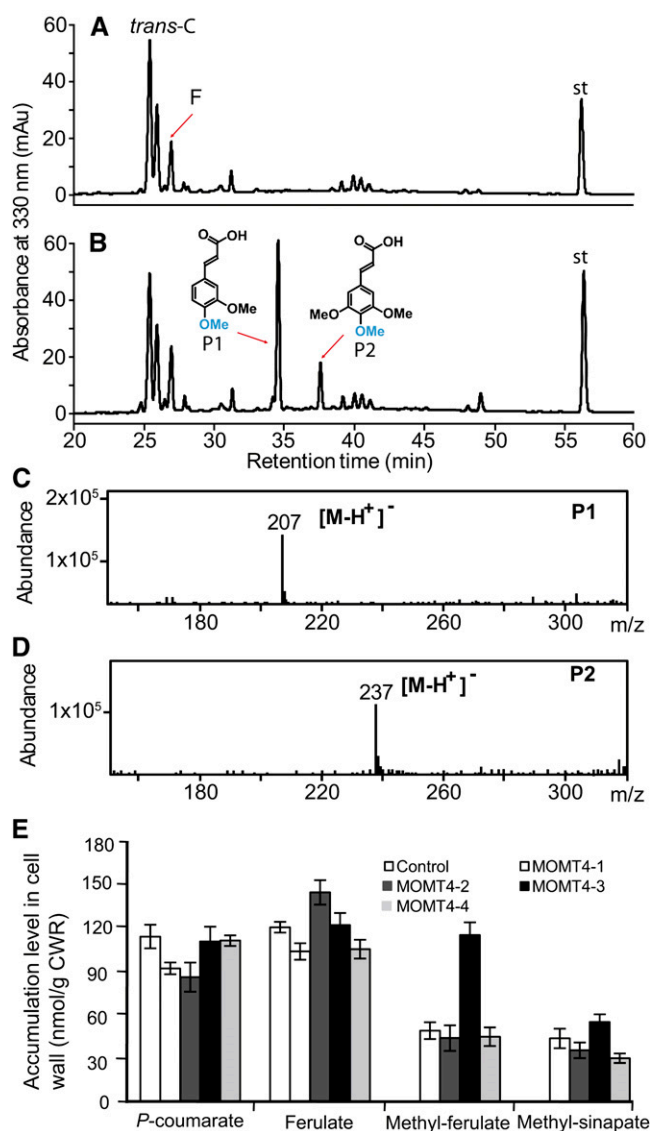 A
trans-C
F
st
60
40
20
0
Absorbance at 330 nm (mAu)
B
O
OH
OMe
OMe
P1
O
OH
MeO
OMe
OMe
P2
st
60
40
20
0
20 25 30 35 40 45 50 55 60
Retention time (min)
C
2x10⁵
1x10⁵
Abundance
207 [M-H⁺]⁻ P1
180 220 260 300 m/z
D
1x10⁵
Abundance
237 [M-H⁺]⁻ P2
180 220 260 300 m/z
E
180
150
120
90
60
30
0
Accumulation level in cell
wall (nmol/g CWR)
Control MOMT4-1
MOMT4-2 MOMT4-3
MOMT4-4
P-coumarate Ferulate Methyl-ferulate Methyl-sinapate